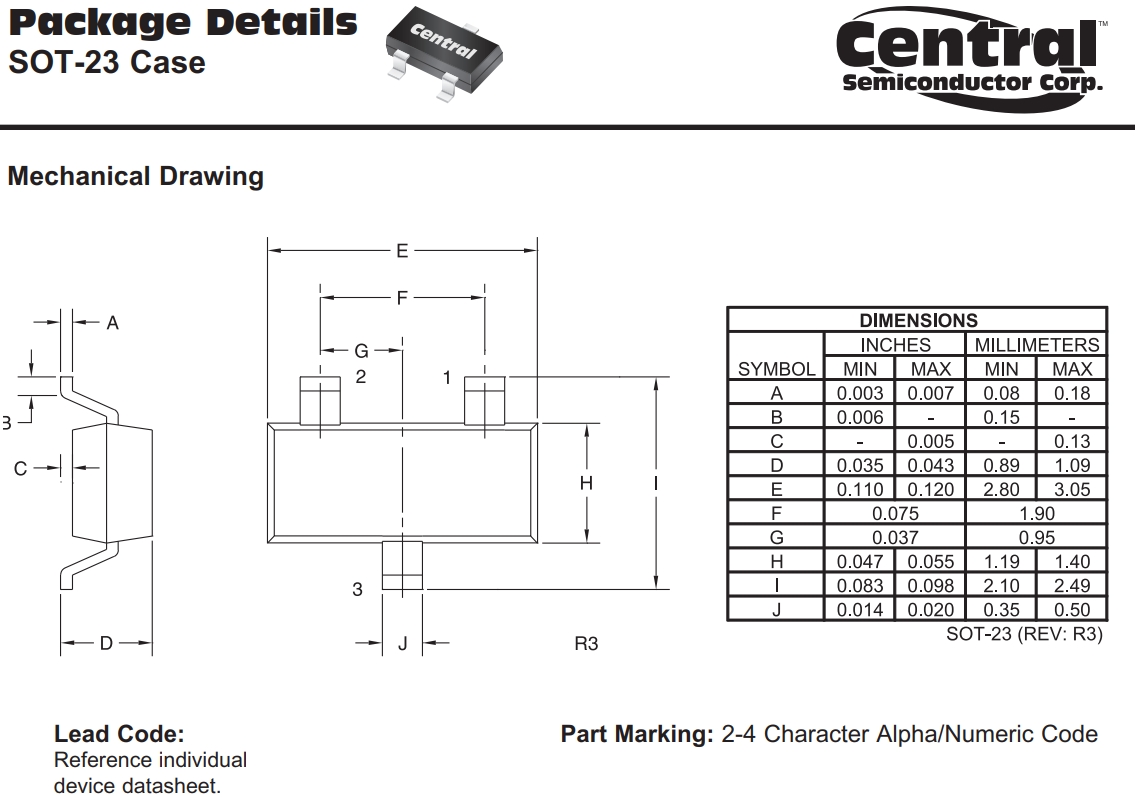 Package Details
SOT-23 Case
Central
Central™
Semiconductor Corp.
Mechanical Drawing
E
F
A
G
2
1
B
C
H
I
3
D
J
R3
DIMENSIONS
INCHES MILLIMETERS
SYMBOL MIN MAX MIN MAX
A 0.003 0.007 0.08 0.18
B 0.006 - 0.15 -
C - 0.005 - 0.13
D 0.035 0.043 0.89 1.09
E 0.110 0.120 2.80 3.05
F 0.075 1.90
G 0.037 0.95
H 0.047 0.055 1.19 1.40
I 0.083 0.098 2.10 2.49
J 0.014 0.020 0.35 0.50
SOT-23 (REV: R3)
Lead Code:
Reference individual
device datasheet.
Part Marking: 2-4 Character Alpha/Numeric Code